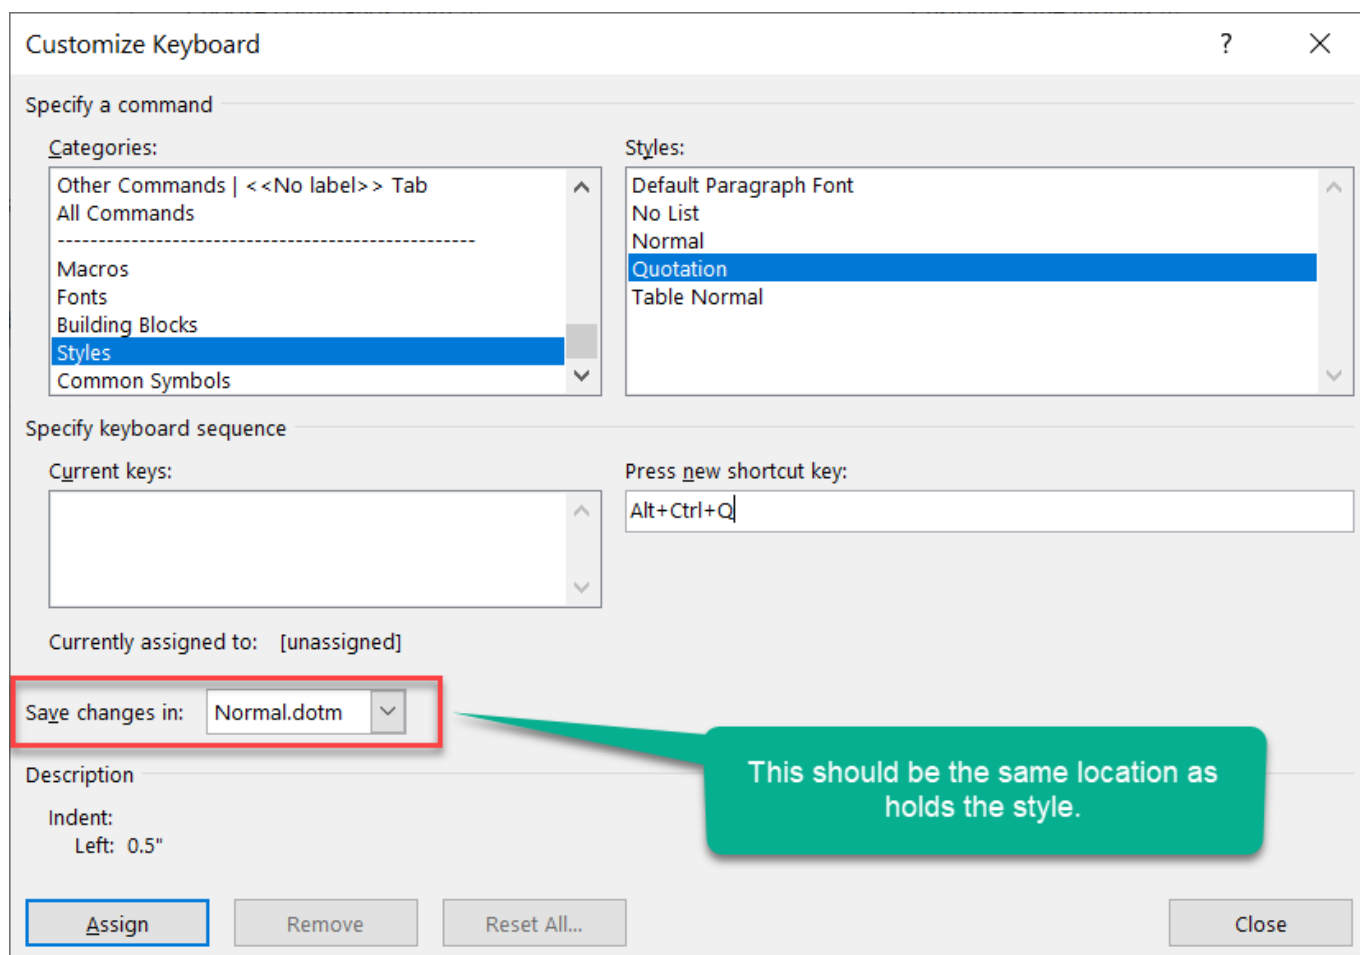 Customize Keyboard
?
Specify a command
Categories:
Other Commands | <<No label>> Tab
All Commands
---------------------------------------------------
Macros
Fonts
Building Blocks
Styles
Common Symbols
Styles:
Default Paragraph Font
No List
Normal
Quotation
Table Normal
Specify keyboard sequence
Current keys:
Press new shortcut key:
Alt+Ctrl+Q
Currently assigned to: [unassigned]
Save changes in: Normal.dotm
This should be the same location as
holds the style.
Description
Indent:
Left: 0.5"
Assign
Remove
Reset All...
Close